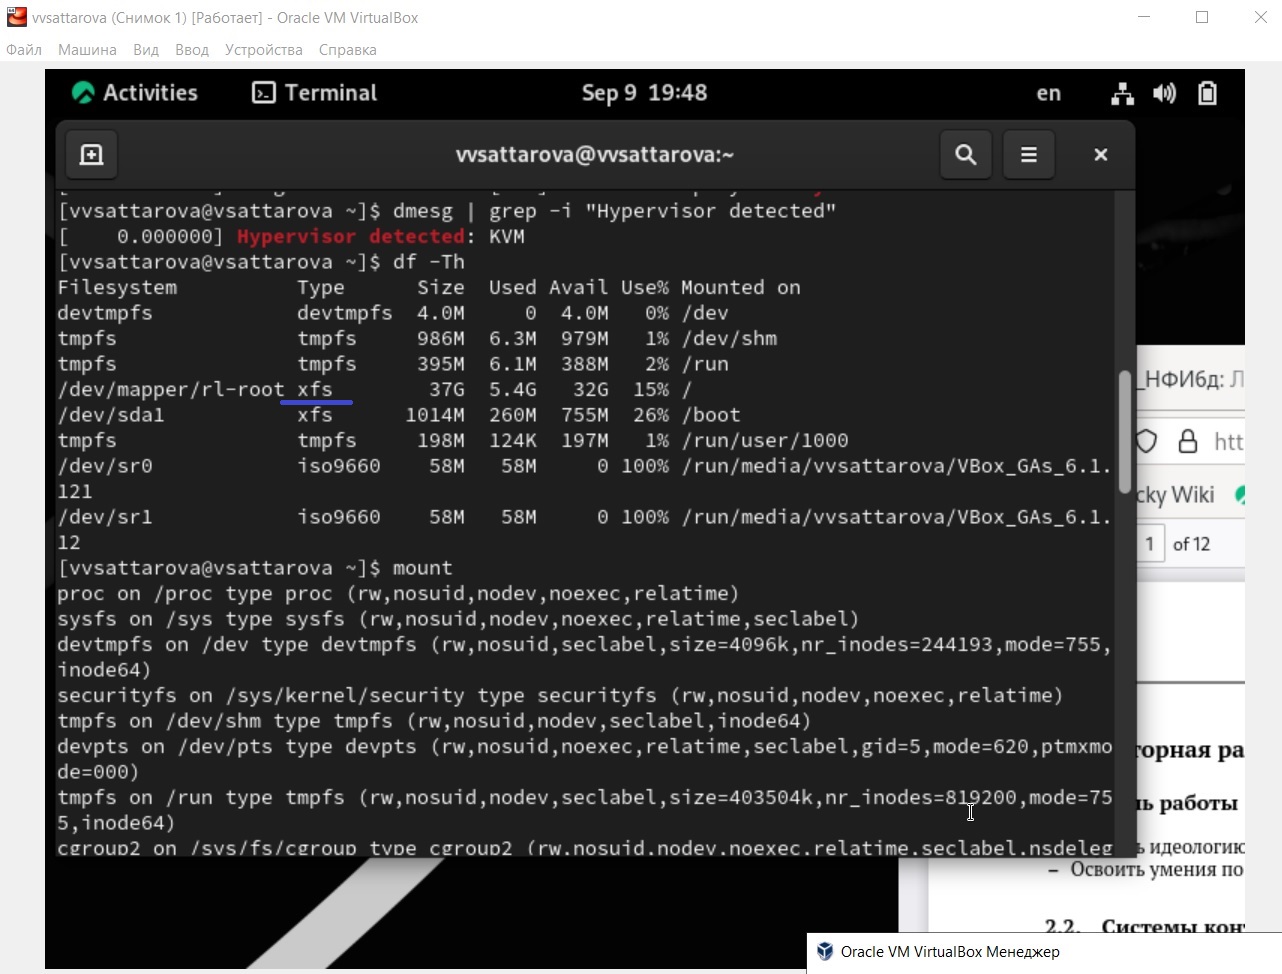 vvsattarova (Снимок 1) [Работает] - Oracle VM VirtualBox
Файл Машина Вид Ввод Устройства Справка
Activities Terminal Sep 9 19:48 en
vvsattarova@vvsattarova:~
[vvsattarova@vsattarova ~]$ dmesg | grep -i "Hypervisor detected"
[    0.000000] Hypervisor detected: KVM
[vvsattarova@vsattarova ~]$ df -Th
Filesystem          Type      Size  Used Avail Use% Mounted on
devtmpfs            devtmpfs  4.0M     0  4.0M   0% /dev
tmpfs               tmpfs     986M  6.3M  979M   1% /dev/shm
tmpfs               tmpfs     395M  6.1M  388M   2% /run
/dev/mapper/rl-root xfs        37G  5.4G   32G  15% /
/dev/sda1           xfs      1014M  260M  755M  26% /boot
tmpfs               tmpfs     198M  124K  197M   1% /run/user/1000
/dev/sr0            iso9660    58M   58M     0 100% /run/media/vvsattarova/VBox_GAs_6.1.
121
/dev/sr1            iso9660    58M   58M     0 100% /run/media/vvsattarova/VBox_GAs_6.1.
12
[vvsattarova@vsattarova ~]$ mount
proc on /proc type proc (rw,nosuid,nodev,noexec,relatime)
sysfs on /sys type sysfs (rw,nosuid,nodev,noexec,relatime,seclabel)
devtmpfs on /dev type devtmpfs (rw,nosuid,seclabel,size=4096k,nr_inodes=244193,mode=755,
inode64)
securityfs on /sys/kernel/security type securityfs (rw,nosuid,nodev,noexec,relatime)
tmpfs on /dev/shm type tmpfs (rw,nosuid,nodev,seclabel,inode64)
devpts on /dev/pts type devpts (rw,nosuid,noexec,relatime,seclabel,gid=5,mode=620,ptmxmo
de=000)
tmpfs on /run type tmpfs (rw,nosuid,nodev,seclabel,size=403504k,nr_inodes=819200,mode=75
5,inode64)
cgroup2 on /sys/fs/cgroup type cgroup2 (rw,nosuid,nodev,noexec,relatime,seclabel,nsdeleg
_НФИбд: Л
htt
cky Wiki
1 of 12
торная ра
ь работы
ь идеологию
– Освоить умения по
2.2. Системы кон
Oracle VM VirtualBox Менеджер